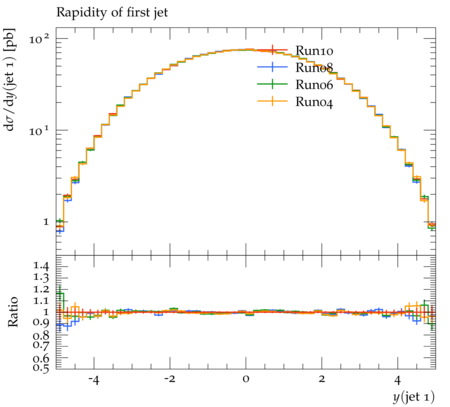 Rapidity of first jet
dσ/dy(jet 1) [pb]
10²
10¹
1
Run10
Run08
Run06
Run04
Ratio
1.4
1.3
1.2
1.1
1
0.9
0.8
0.7
0.6
0.5
-4 -2 0 2 4
y(jet 1)